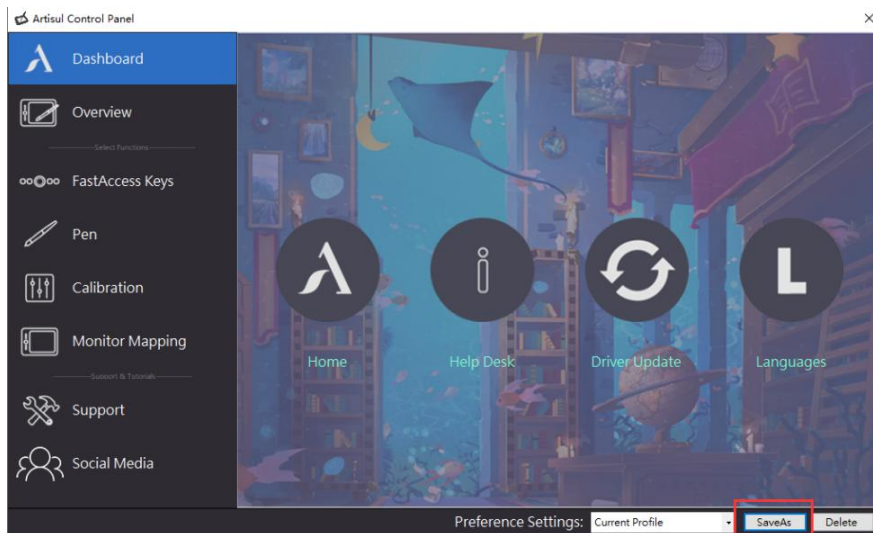 Artisul Control Panel
Dashboard
Overview
Select Functions
FastAccess Keys
Pen
Calibration
Monitor Mapping
Support & Tutorials
Support
Social Media
Home
Help Desk
Driver Update
L
Languages
Preference Settings: Current Profile SaveAs Delete